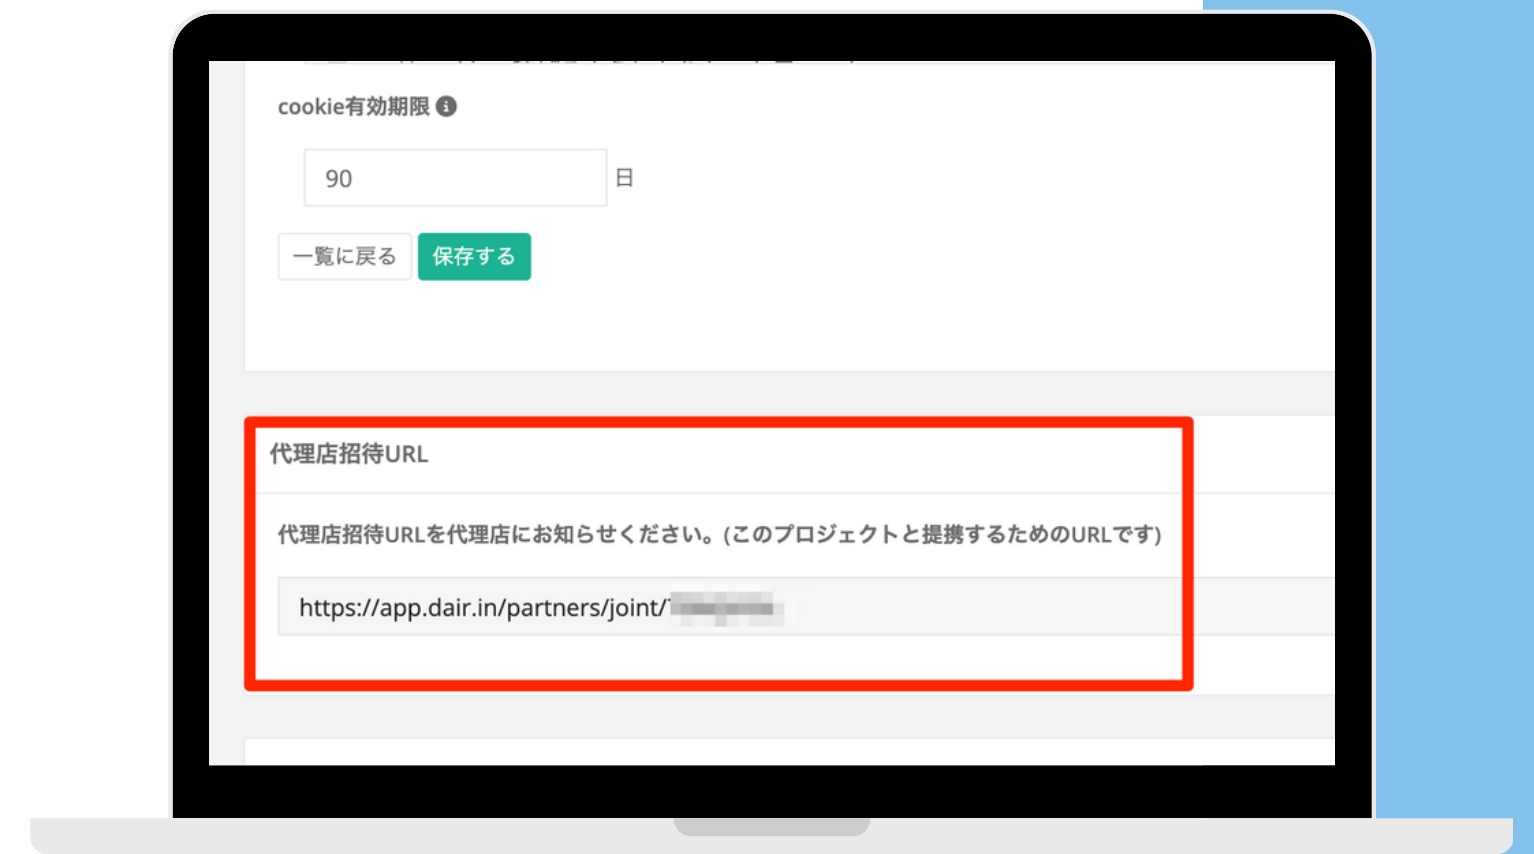 cookie有効期限
90 日
一覧に戻る 保存する
代理店招待URL
代理店招待URLを代理店にお知らせください。(このプロジェクトと提携するためのURLです)
https://app.dair.in/partners/joint/